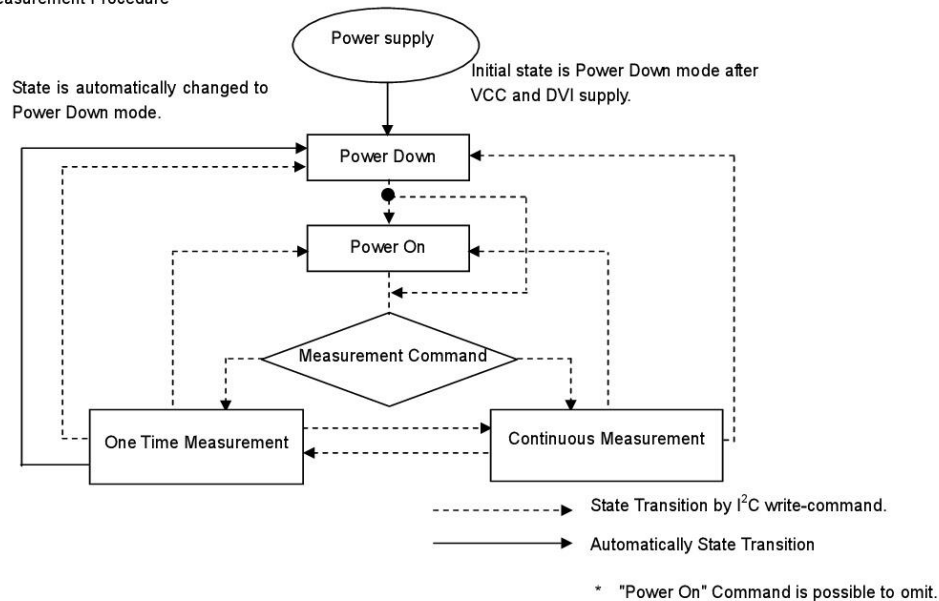 Measurement Procedure
Power supply
Initial state is Power Down mode after
VCC and DVI supply.
State is automatically changed to
Power Down mode.
Power Down
Power On
Measurement Command
One Time Measurement
Continuous Measurement
State Transition by I²C write-command.
Automatically State Transition
* "Power On" Command is possible to omit.